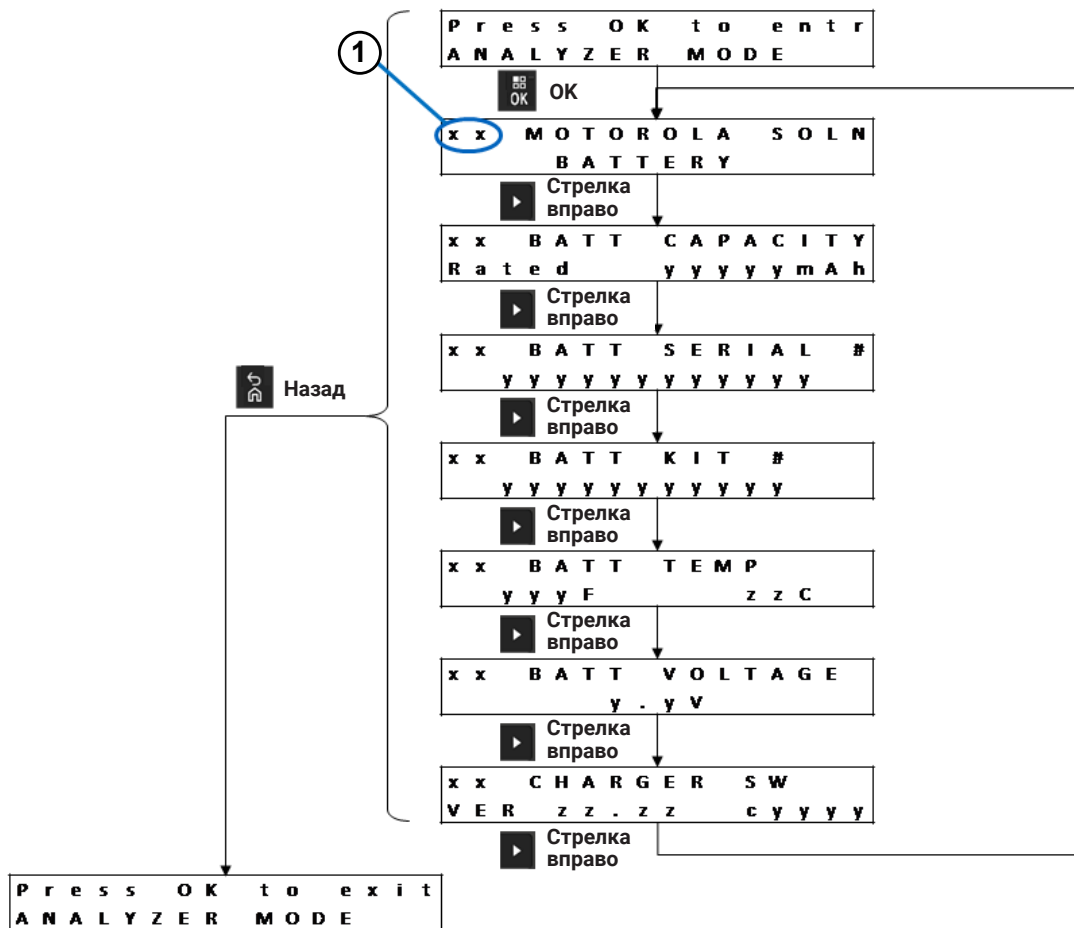 Press OK to entr
ANALYZER MODE
1
OK
OK
xx MOTOROLA SOLN
BATTERY
Стрелка
вправо
xx BATT CAPACITY
Rated yyyyymAh
Стрелка
вправо
xx BATT SERIAL #
yyyyyyyyyyyy
Назад
Стрелка
вправо
xx BATT KIT #
yyyyyyyyyyy
Стрелка
вправо
xx BATT TEMP
yyyF zzC
Стрелка
вправо
xx BATT VOLTAGE
y.yV
Стрелка
вправо
xx CHARGER SW
VER zz.zz cyyyy
Стрелка
вправо
Press OK to exit
ANALYZER MODE